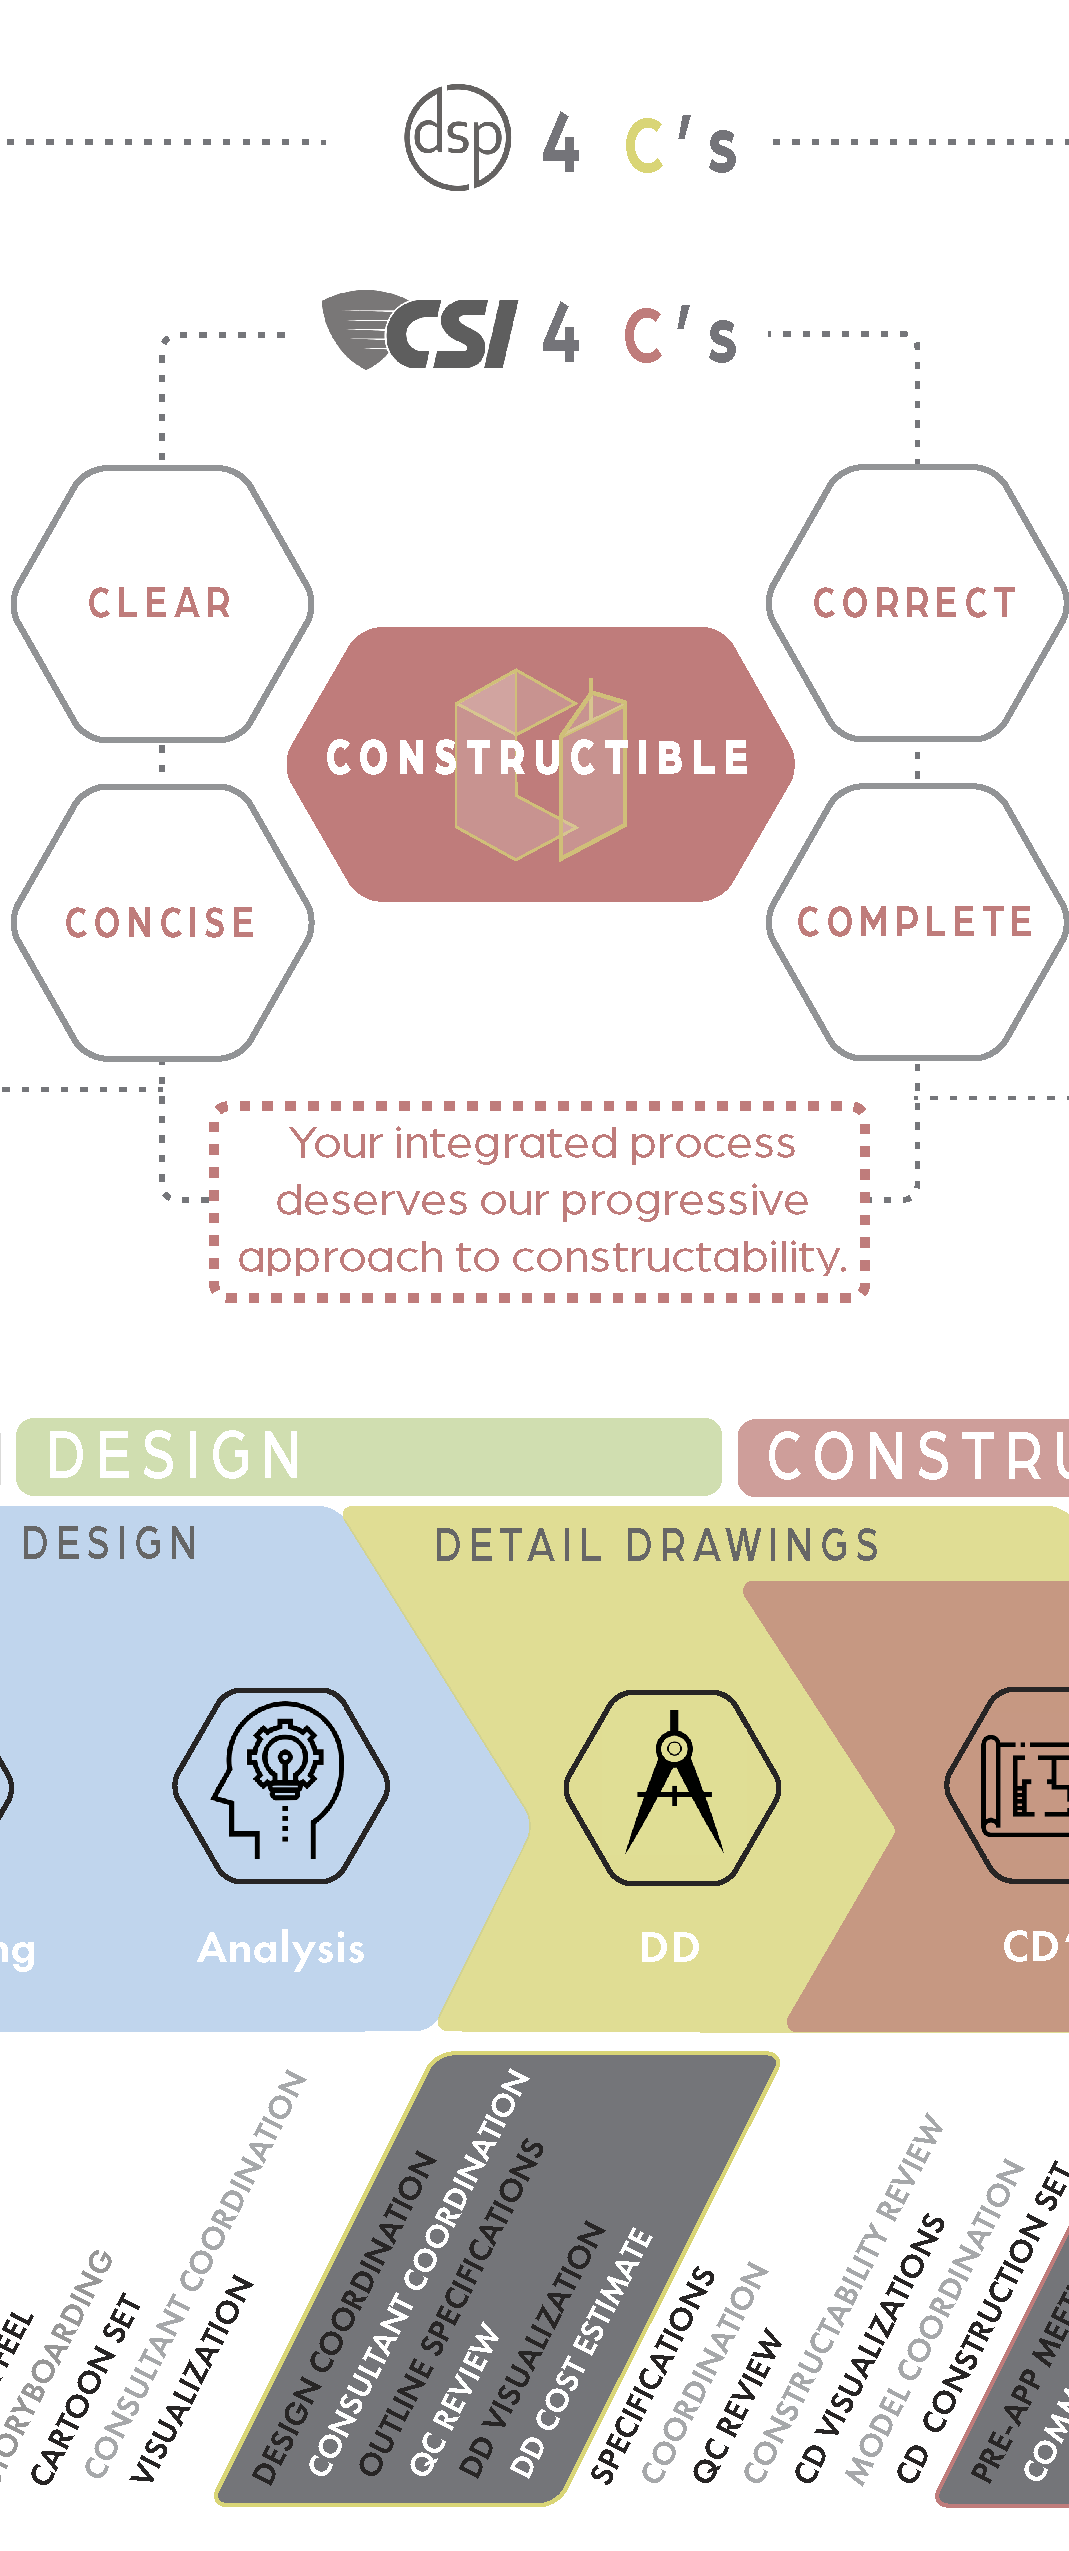 dsp 4 C's
CSI 4 C's
CLEAR
CORRECT
CONSTRUCTIBLE
CONCISE
COMPLETE
Your integrated process
deserves our progressive
approach to constructability.
DESIGN
CONSTRU
DESIGN
DETAIL DRAWINGS
ng
Analysis
DD
CD'
FEEL
ORYBOARDING
CARTOON SET
CONSULTANT COORDINATION
VISUALIZATION
DESIGN COORDINATION
CONSULTANT COORDINATION
OUTLINE SPECIFICATIONS
QC REVIEW
DD VISUALIZATION
DD COST ESTIMATE
SPECIFICATIONS
COORDINATION
QC REVIEW
CONSTRUCTABILITY REVIEW
CD VISUALIZATIONS
MODEL COORDINATION
CD CONSTRUCTION SET
PRE-APP MEET
COMM